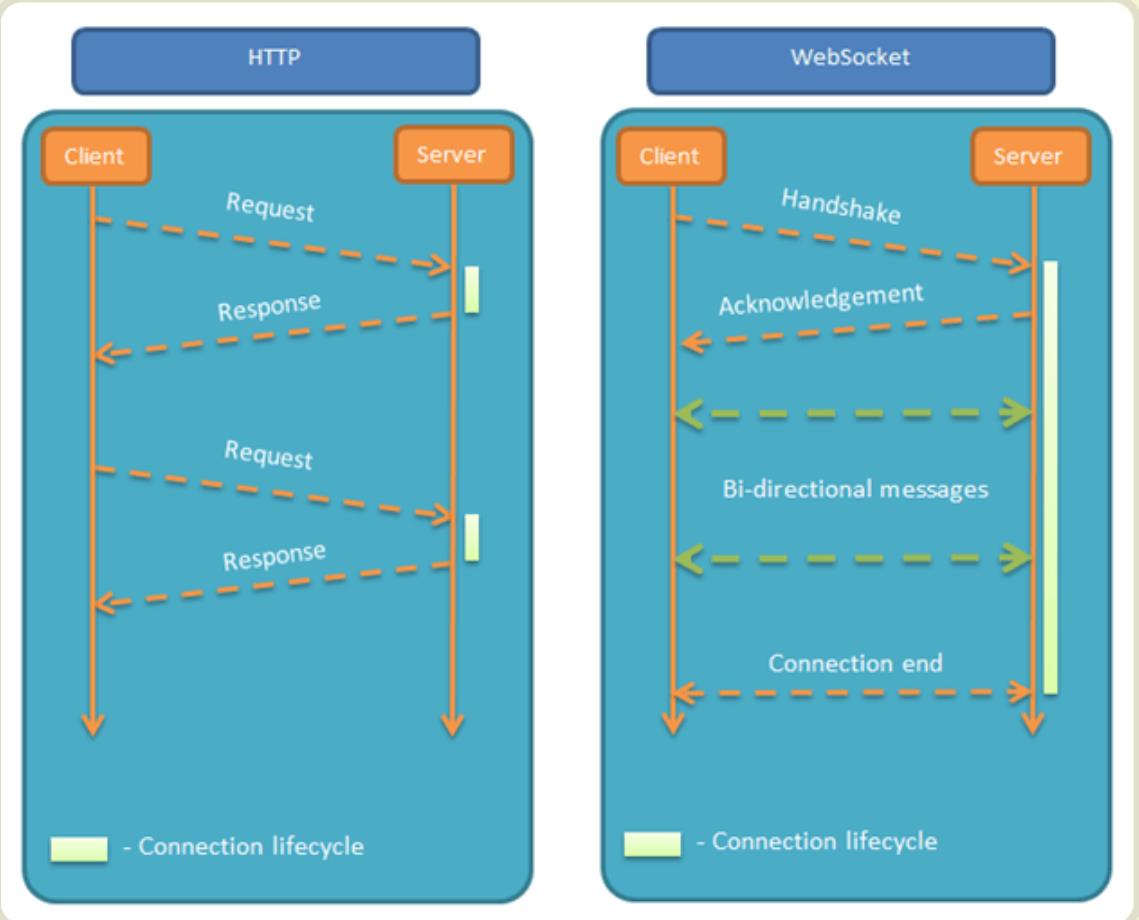 HTTP
Client
Server
Request
Response
Request
Response
- Connection lifecycle
WebSocket
Client
Server
Handshake
Acknowledgement
Bi-directional messages
Connection end
- Connection lifecycle